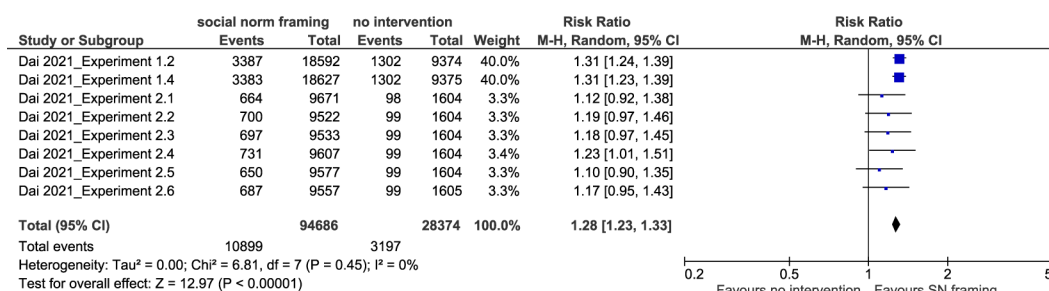 social norm framing no intervention Risk Ratio Risk Ratio
Study or Subgroup Events Total Events Total Weight M-H, Random, 95% CI M-H, Random, 95% CI
Dai 2021_Experiment 1.2 3387 18592 1302 9374 40.0% 1.31 [1.24, 1.39]
Dai 2021_Experiment 1.4 3383 18627 1302 9375 40.0% 1.31 [1.23, 1.39]
Dai 2021_Experiment 2.1 664 9671 98 1604 3.3% 1.12 [0.92, 1.38]
Dai 2021_Experiment 2.2 700 9522 99 1604 3.3% 1.19 [0.97, 1.46]
Dai 2021_Experiment 2.3 697 9533 99 1604 3.3% 1.18 [0.97, 1.45]
Dai 2021_Experiment 2.4 731 9607 99 1604 3.4% 1.23 [1.01, 1.51]
Dai 2021_Experiment 2.5 650 9577 99 1604 3.3% 1.10 [0.90, 1.35]
Dai 2021_Experiment 2.6 687 9557 99 1605 3.3% 1.17 [0.95, 1.43]
Total (95% CI) 94686 28374 100.0% 1.28 [1.23, 1.33]
Total events 10899 3197
Heterogeneity: Tau² = 0.00; Chi² = 6.81, df = 7 (P = 0.45); I² = 0%
Test for overall effect: Z = 12.97 (P < 0.00001)
0.2 0.5 1 2 5
Favours no intervention Favours SN framing